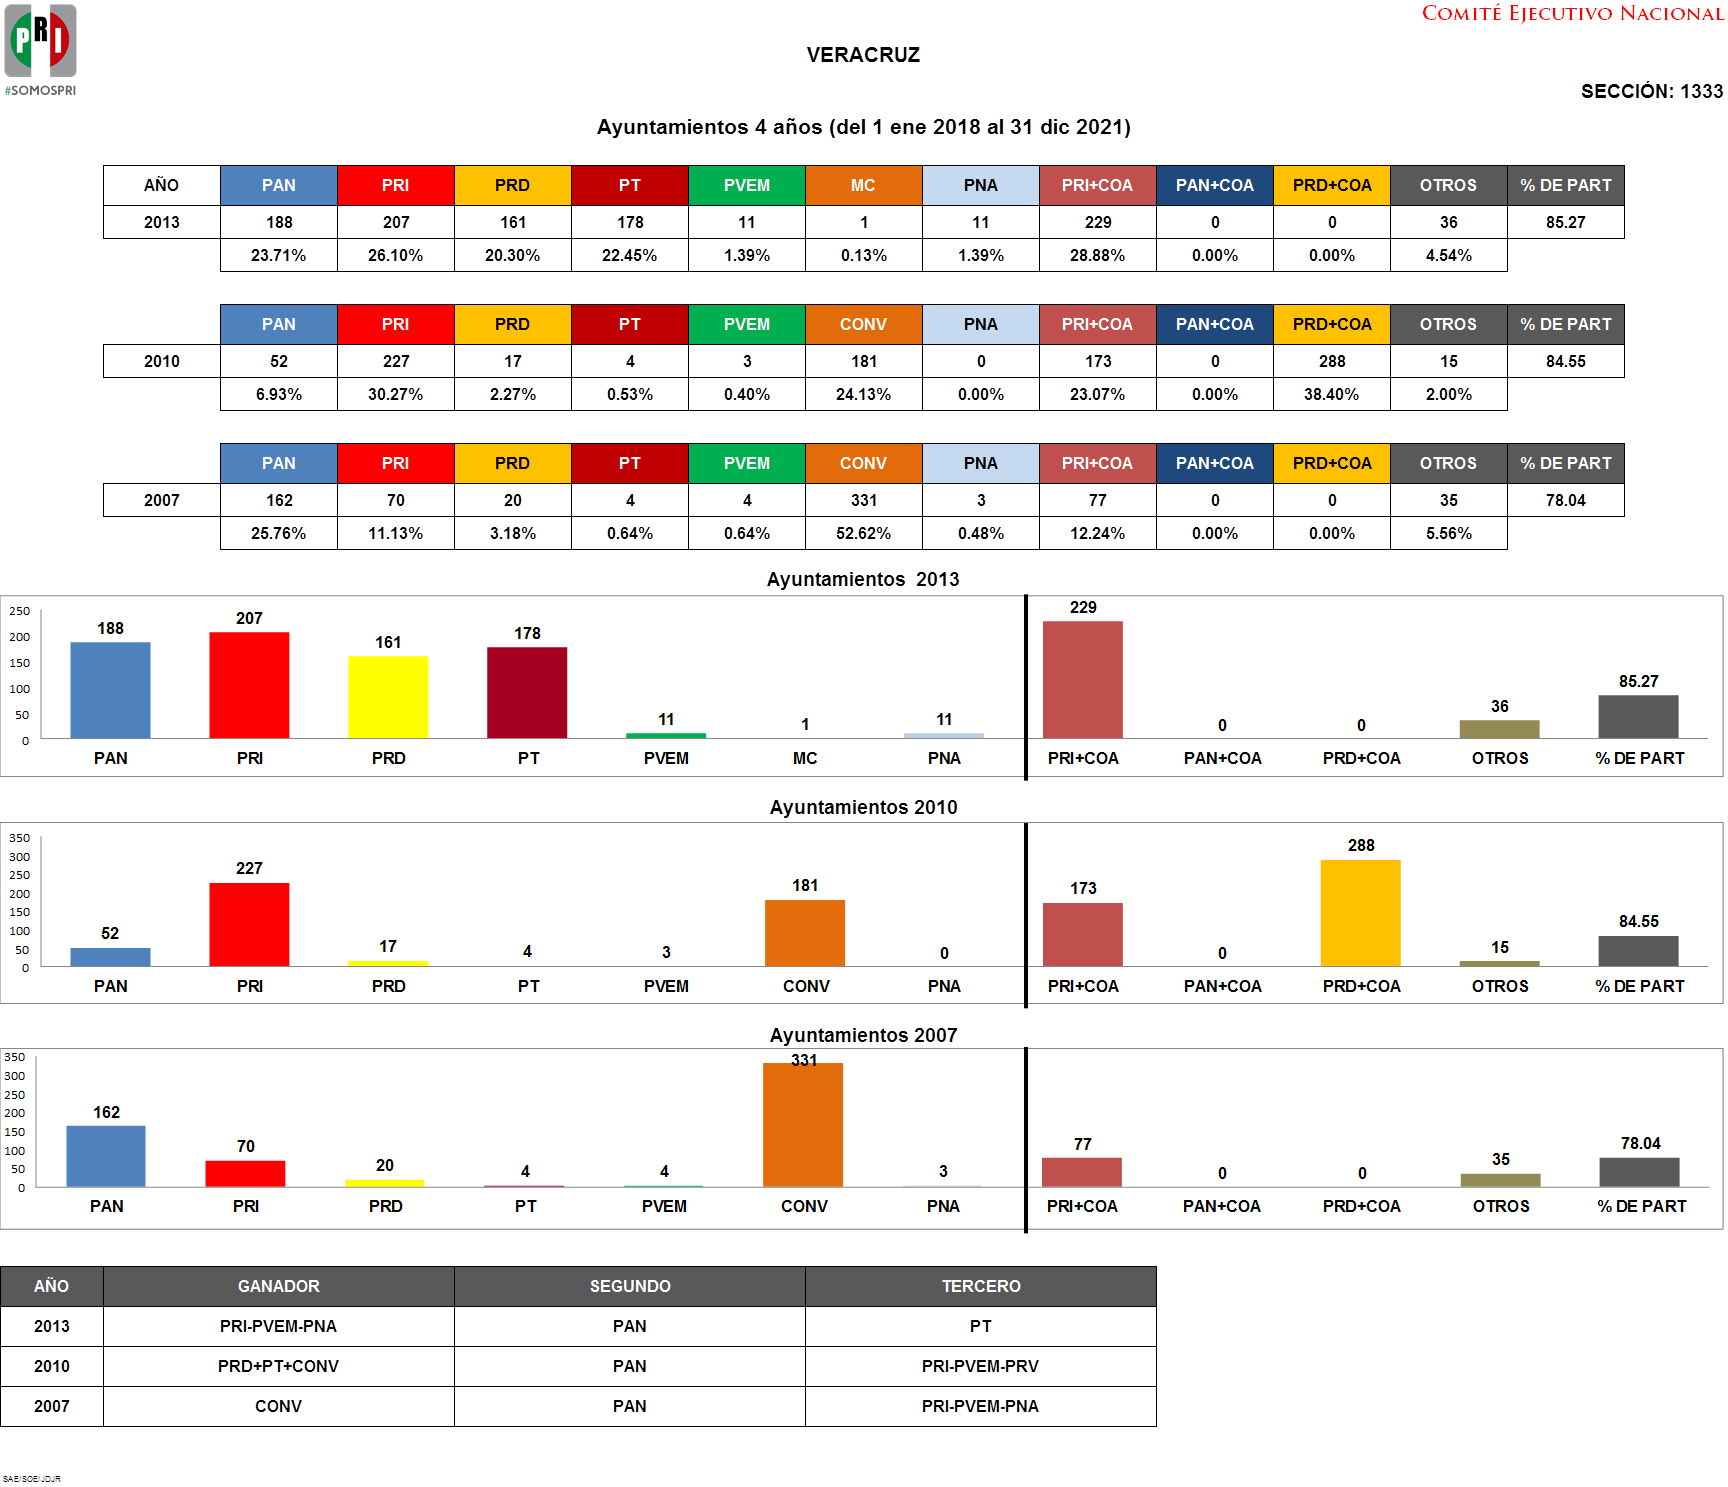 COMITÉ EJECUTIVO NACIONAL
PRI
#SOMOSPRI
VERACRUZ
SECCIÓN: 1333
Ayuntamientos 4 años (del 1 ene 2018 al 31 dic 2021)
AÑO PAN PRI PRD PT PVEM MC PNA PRI+COA PAN+COA PRD+COA OTROS % DE PART
2013 188 207 161 178 11 1 11 229 0 0 36 85.27
23.71% 26.10% 20.30% 22.45% 1.39% 0.13% 1.39% 28.88% 0.00% 0.00% 4.54%
PAN PRI PRD PT PVEM CONV PNA PRI+COA PAN+COA PRD+COA OTROS % DE PART
2010 52 227 17 4 3 181 0 173 0 288 15 84.55
6.93% 30.27% 2.27% 0.53% 0.40% 24.13% 0.00% 23.07% 0.00% 38.40% 2.00%
PAN PRI PRD PT PVEM CONV PNA PRI+COA PAN+COA PRD+COA OTROS % DE PART
2007 162 70 20 4 4 331 3 77 0 0 35 78.04
25.76% 11.13% 3.18% 0.64% 0.64% 52.62% 0.48% 12.24% 0.00% 0.00% 5.56%
Ayuntamientos 2013
250
200
150
100
50
0
188 207 161 178 11 1 11 229 0 0 36 85.27
PAN PRI PRD PT PVEM MC PNA PRI+COA PAN+COA PRD+COA OTROS % DE PART
Ayuntamientos 2010
350
300
250
200
150
100
50
0
52 227 17 4 3 181 0 173 0 288 15 84.55
PAN PRI PRD PT PVEM CONV PNA PRI+COA PAN+COA PRD+COA OTROS % DE PART
Ayuntamientos 2007
350
300
250
200
150
100
50
0
162 70 20 4 4 331 3 77 0 0 35 78.04
PAN PRI PRD PT PVEM CONV PNA PRI+COA PAN+COA PRD+COA OTROS % DE PART
AÑO GANADOR SEGUNDO TERCERO
2013 PRI-PVEM-PNA PAN PT
2010 PRD+PT+CONV PAN PRI-PVEM-PRV
2007 CONV PAN PRI-PVEM-PNA
SAE/SOE/JDJR